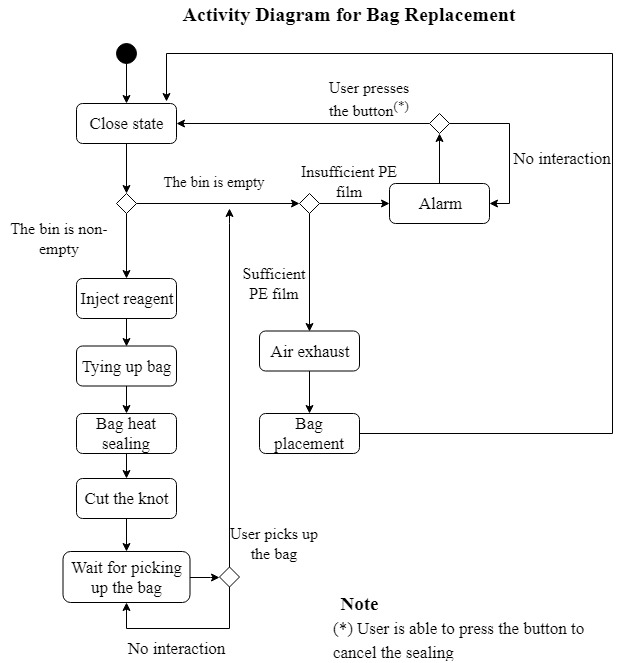 Activity Diagram for Bag Replacement
User presses
the button(*)
Close state
No interaction
Insufficient PE
film
The bin is empty
Alarm
The bin is non-
empty
Sufficient
PE film
Inject reagent
Air exhaust
Tying up bag
Bag heat
sealing
Bag
placement
Cut the knot
User picks up
the bag
Wait for picking
up the bag
No interaction
Note
(*) User is able to press the button to
cancel the sealing